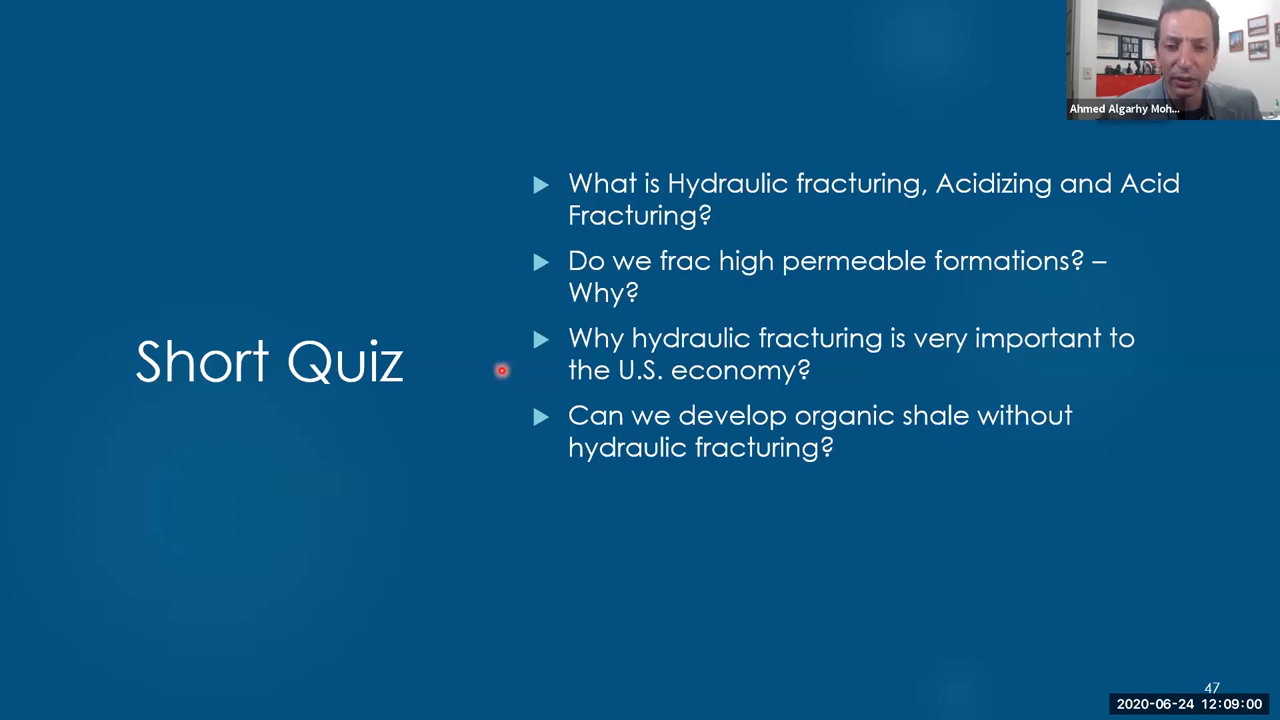 Ahmed Algarhy Moh...
What is Hydraulic fracturing, Acidizing and Acid
Fracturing?
Do we frac high permeable formations? –
Why?
Why hydraulic fracturing is very important to
the U.S. economy?
Can we develop organic shale without
hydraulic fracturing?
Short Quiz
47
2020-06-24 12:09:00